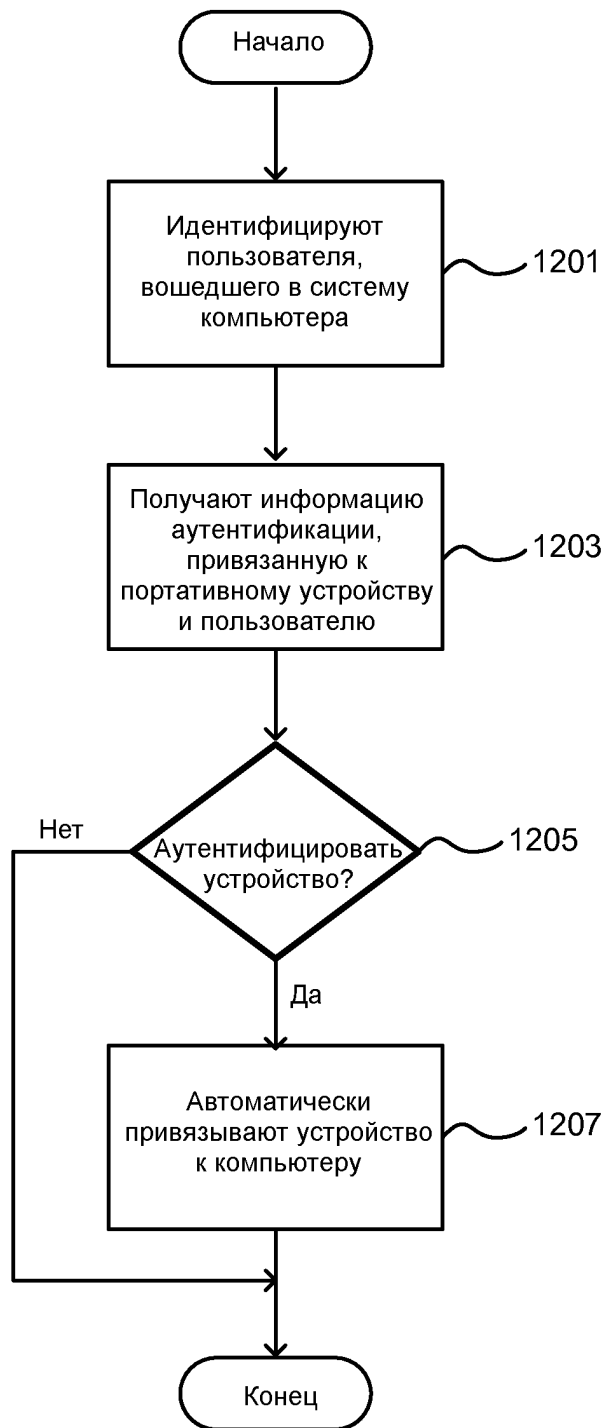 Начало
Идентифицируют
пользователя,
вошедшего в систему
компьютера
1201
Получают информацию
аутентификации,
привязанную к
портативному устройству
и пользователю
1203
Нет
Аутентифицировать
устройство?
1205
Да
Автоматически
привязывают устройство
к компьютеру
1207
Конец